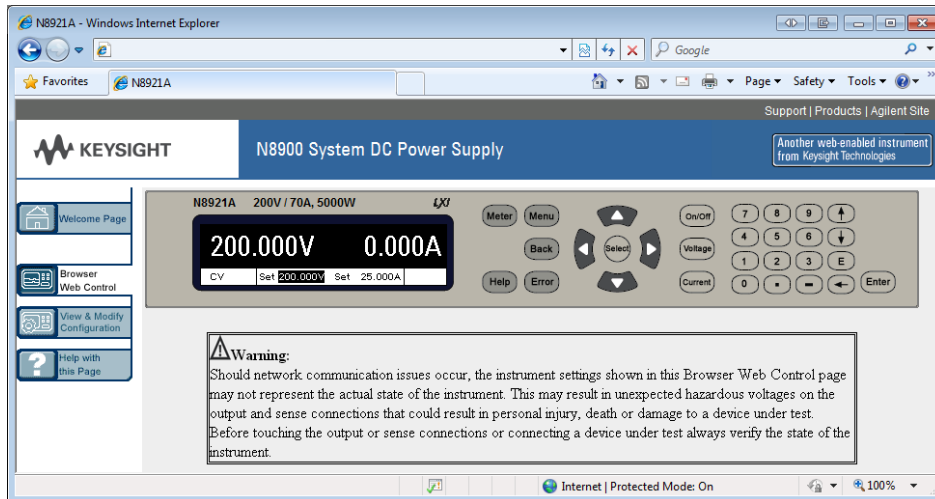 N8921A - Windows Internet Explorer
Google
Favorites
N8921A
Page
Safety
Tools
Support | Products | Agilent Site
KEYSIGHT
N8900 System DC Power Supply
Another web-enabled instrument
from Keysight Technologies
Welcome Page
Browser
Web Control
View & Modify
Configuration
Help with
this Page
N8921A 200V / 70A, 5000W LXI
200.000V 0.000A
CV Set 200.000V Set 25.000A
Meter Menu
Back
Help Error
Select
On/Off
Voltage
Current
7 8 9
4 5 6
1 2 3 E
0 . - Enter
Warning:
Should network communication issues occur, the instrument settings shown in this Browser Web Control page
may not represent the actual state of the instrument. This may result in unexpected hazardous voltages on the
output and sense connections that could result in personal injury, death or damage to a device under test.
Before touching the output or sense connections or connecting a device under test always verify the state of the
instrument.
Internet | Protected Mode: On
100%